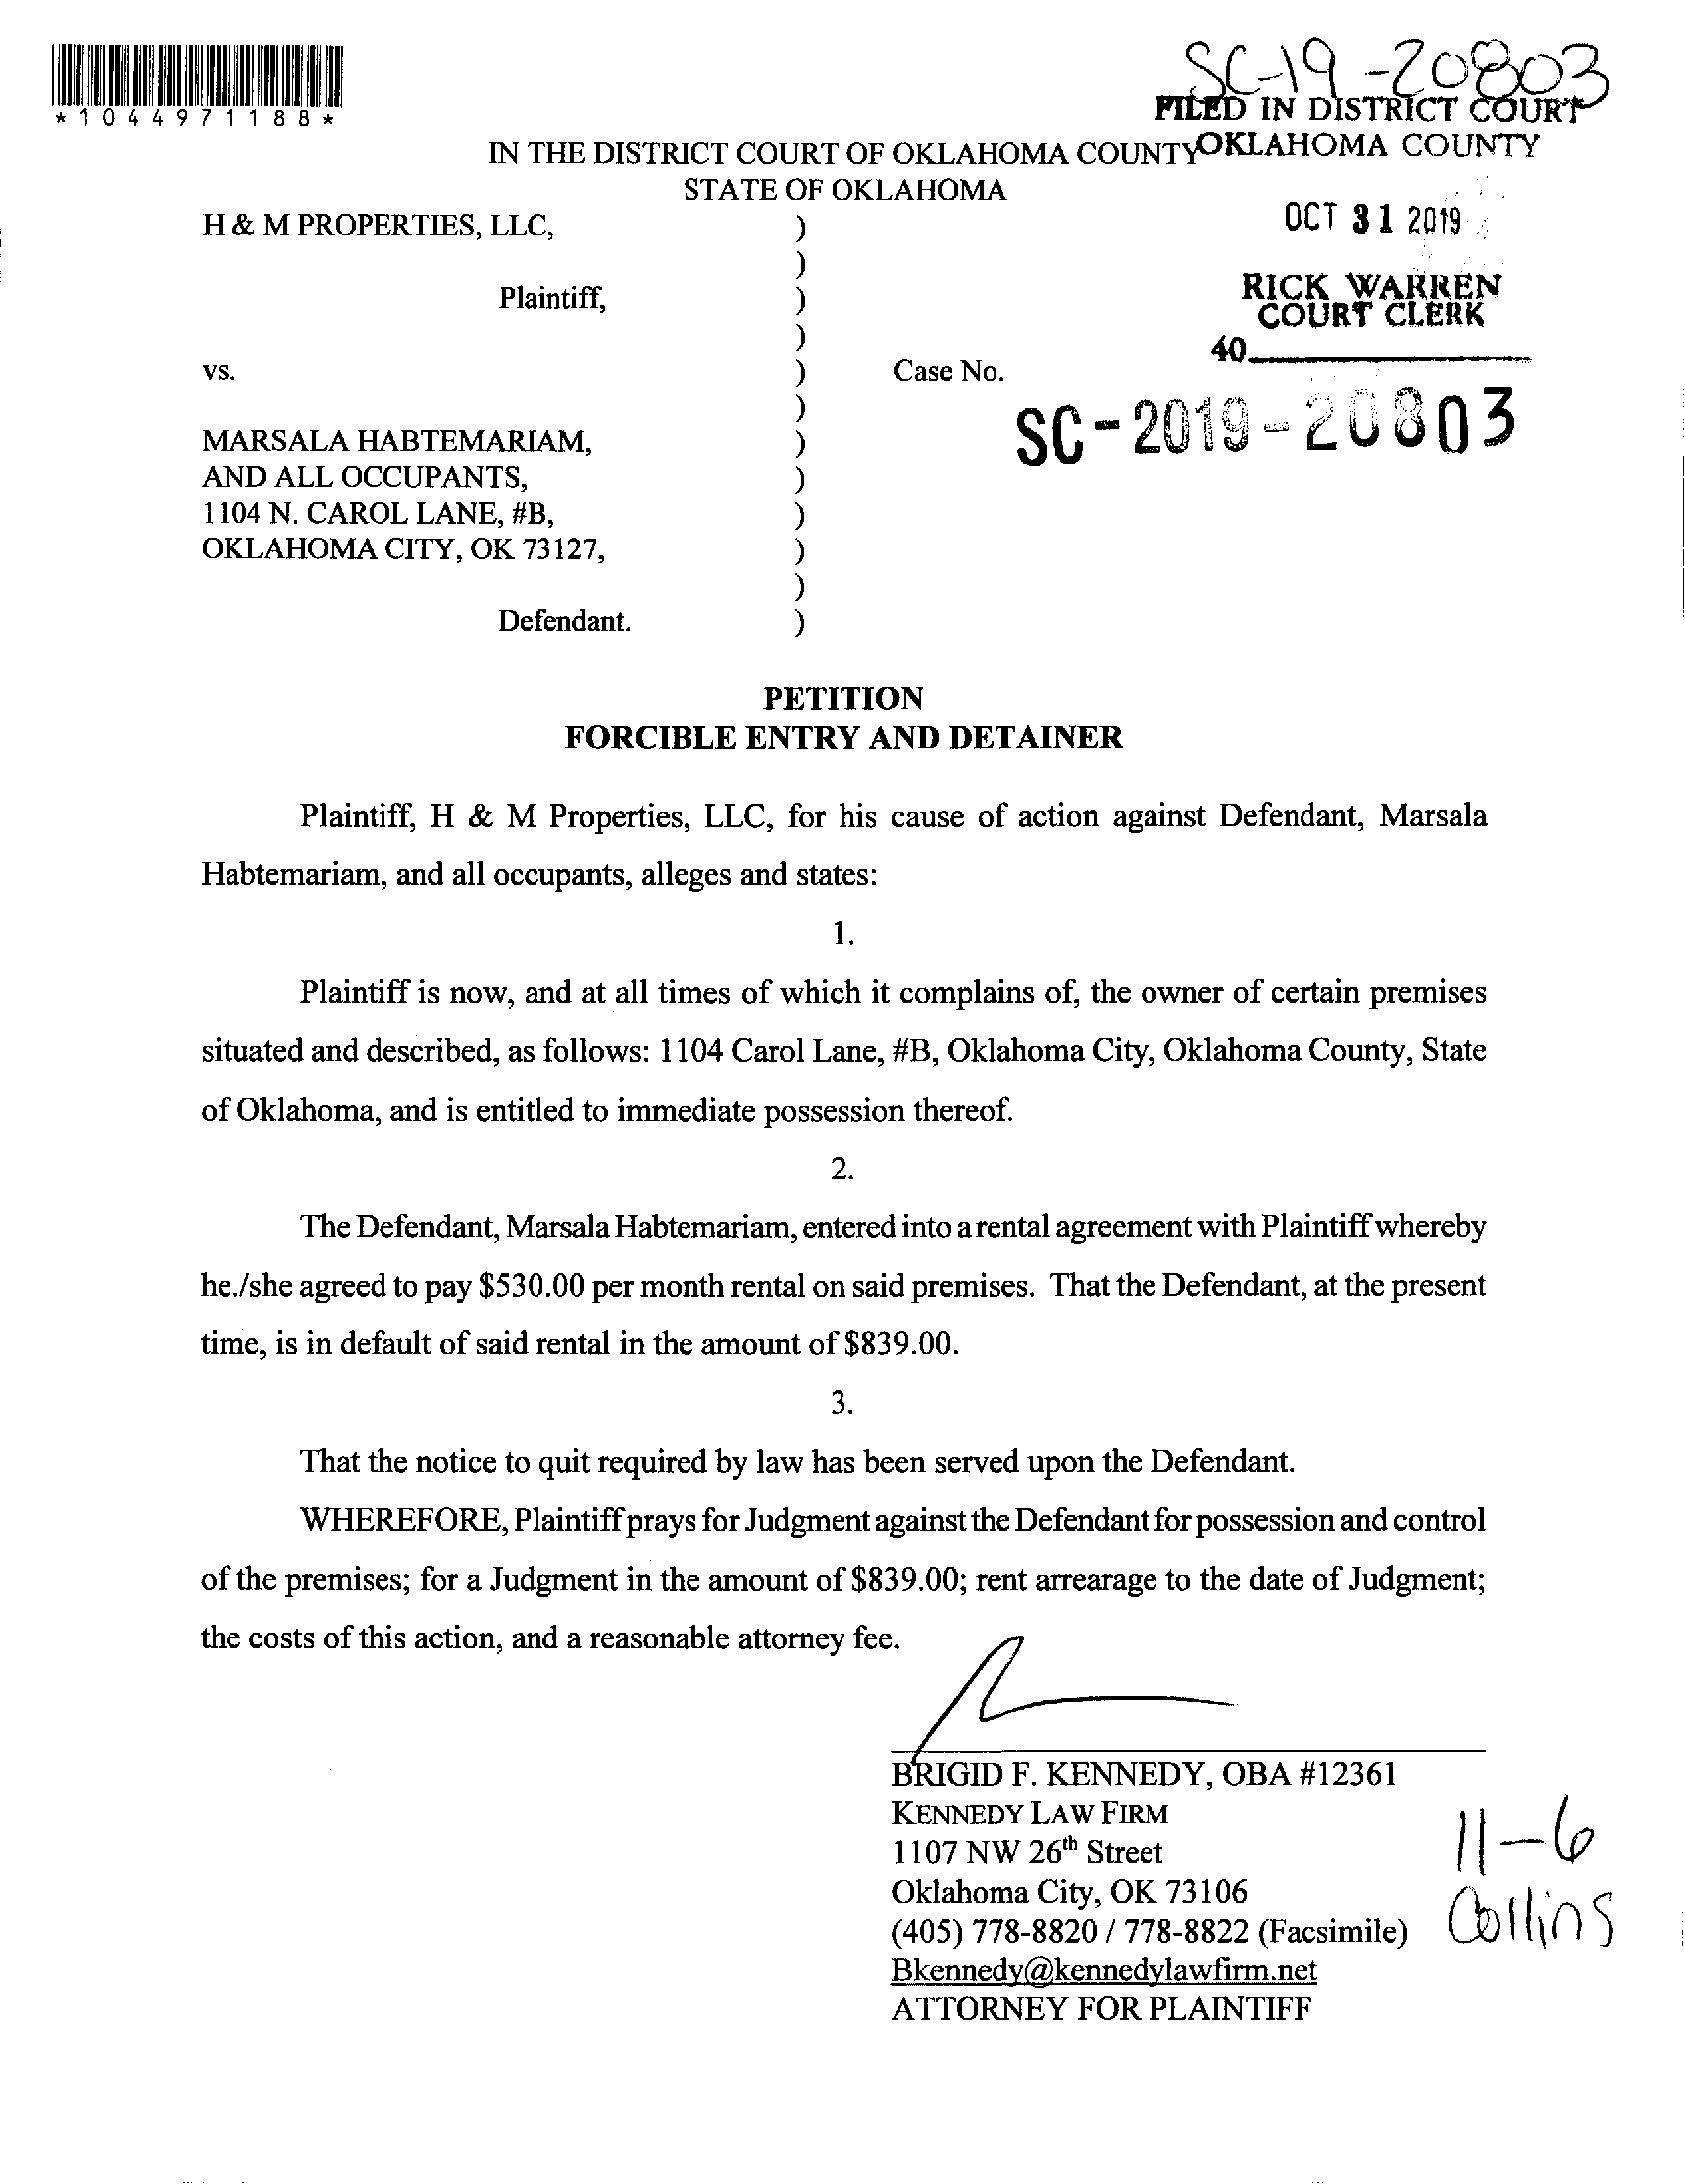 *1044971188*
SC-19-20803
FILED IN DISTRICT COURT
OKLAHOMA COUNTY
IN THE DISTRICT COURT OF OKLAHOMA COUNTY
STATE OF OKLAHOMA
OCT 31 2019
RICK WARREN
COURT CLERK
40
H & M PROPERTIES, LLC, )
)
Plaintiff, )
)
vs. ) Case No.
)
SC-2019-20803
MARSALA HABTEMARIAM, )
AND ALL OCCUPANTS, )
1104 N. CAROL LANE, #B, )
OKLAHOMA CITY, OK 73127, )
)
Defendant. )
PETITION
FORCIBLE ENTRY AND DETAINER
Plaintiff, H & M Properties, LLC, for his cause of action against Defendant, Marsala
Habtemariam, and all occupants, alleges and states:
1.
Plaintiff is now, and at all times of which it complains of, the owner of certain premises
situated and described, as follows: 1104 Carol Lane, #B, Oklahoma City, Oklahoma County, State
of Oklahoma, and is entitled to immediate possession thereof.
2.
The Defendant, Marsala Habtemariam, entered into a rental agreement with Plaintiff whereby
he./she agreed to pay $530.00 per month rental on said premises. That the Defendant, at the present
time, is in default of said rental in the amount of $839.00.
3.
That the notice to quit required by law has been served upon the Defendant.
WHEREFORE, Plaintiff prays for Judgment against the Defendant for possession and control
of the premises; for a Judgment in the amount of $839.00; rent arrearage to the date of Judgment;
the costs of this action, and a reasonable attorney fee.
BRIGID F. KENNEDY, OBA #12361
KENNEDY LAW FIRM
1107 NW 26th Street
Oklahoma City, OK 73106
(405) 778-8820 / 778-8822 (Facsimile)
Bkennedy@kennedylawfirm.net
ATTORNEY FOR PLAINTIFF
11-6
Collins